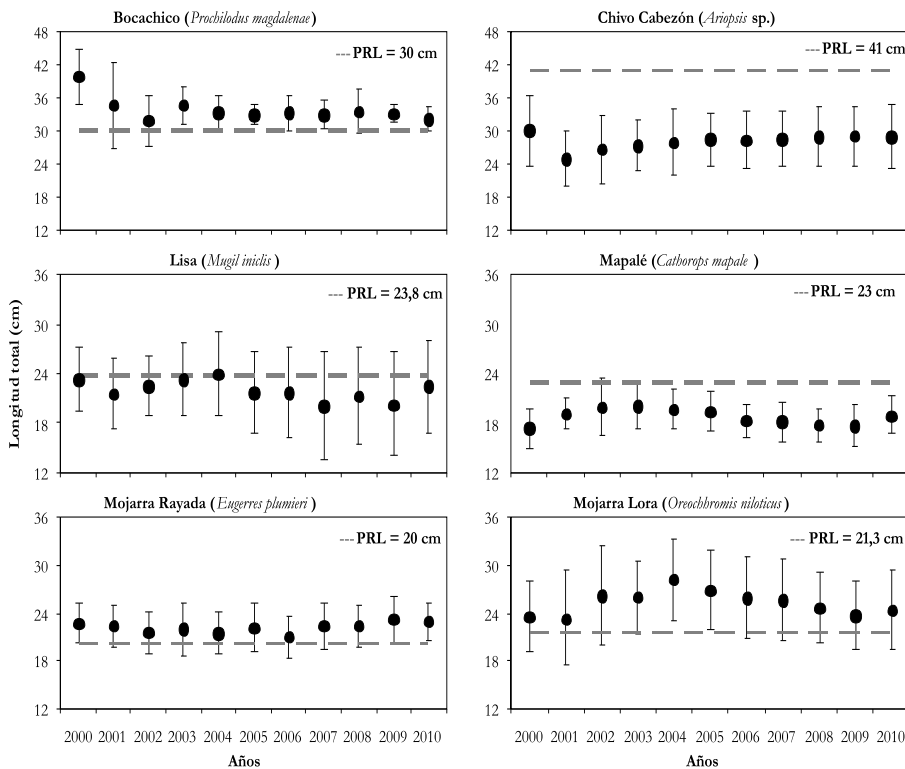 Bocachico (Prochilodus magdalenae)
48
42
36
30
24
18
12
--- PRL = 30 cm
Chivo Cabezón (Ariopsis sp.)
48
42
36
30
24
18
12
--- PRL = 41 cm
Longitud total (cm)
Lisa (Mugil iniclis )
36
30
24
18
12
--- PRL = 23,8 cm
Mapalé (Cathorops mapale )
36
30
24
18
12
--- PRL = 23 cm
Mojarra Rayada (Eugerres plumieri )
36
30
24
18
12
--- PRL = 20 cm
2000 2001 2002 2003 2004 2005 2006 2007 2008 2009 2010
Años
Mojarra Lora (Oreochhromis niloticus )
36
30
24
18
12
--- PRL = 21,3 cm
2000 2001 2002 2003 2004 2005 2006 2007 2008 2009 2010
Años